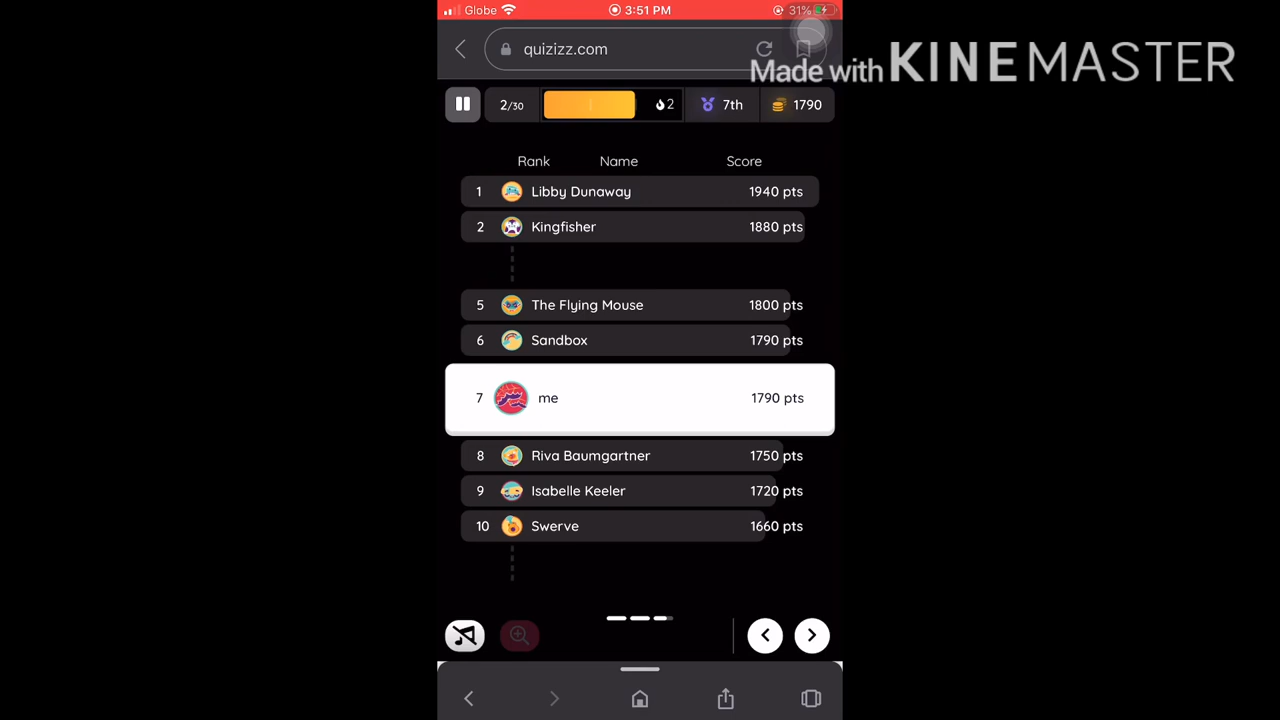 Globe 3:51 PM 31%
quizizz.com
Made with KINEMASTER
2/30 2 7th 1790
Rank Name Score
1 Libby Dunaway 1940 pts
2 Kingfisher 1880 pts
5 The Flying Mouse 1800 pts
6 Sandbox 1790 pts
7 me 1790 pts
8 Riva Baumgartner 1750 pts
9 Isabelle Keeler 1720 pts
10 Swerve 1660 pts